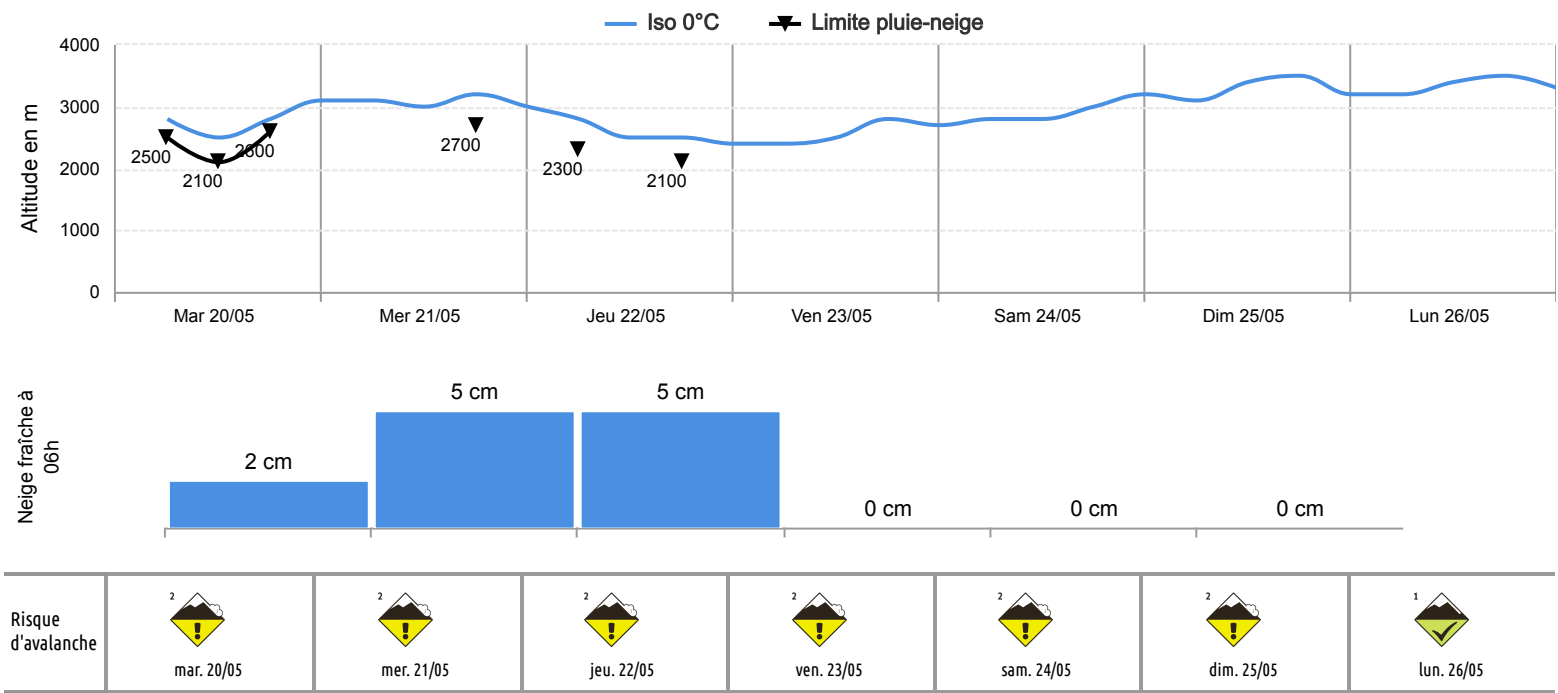 Iso 0°C
Limite pluie-neige
Altitude en m
4000
3000
2000
1000
0
2500
2100
2600
2700
2300
2100
Mar 20/05
Mer 21/05
Jeu 22/05
Ven 23/05
Sam 24/05
Dim 25/05
Lun 26/05
Neige fraîche à
06h
2 cm
5 cm
5 cm
0 cm
0 cm
0 cm
Risque
d'avalanche
2
mar. 20/05
2
mer. 21/05
2
jeu. 22/05
2
ven. 23/05
2
sam. 24/05
2
dim. 25/05
1
lun. 26/05